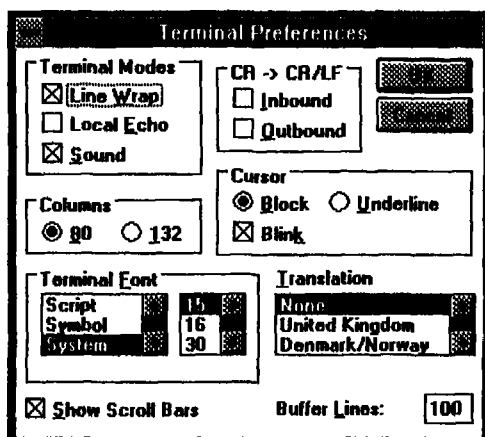 Terminal Preferences
Terminal Modes
Line Wrap
Local Echo
Sound
CR -> CR/LF
Inbound
Outbound
OK
Cancel
Columns
80
132
Cursor
Block
Underline
Blink
Terminal Font
Script
Symbol
System
15
16
30
Translation
None
United Kingdom
Denmark/Norway
Show Scroll Bars
Buffer Lines: 100